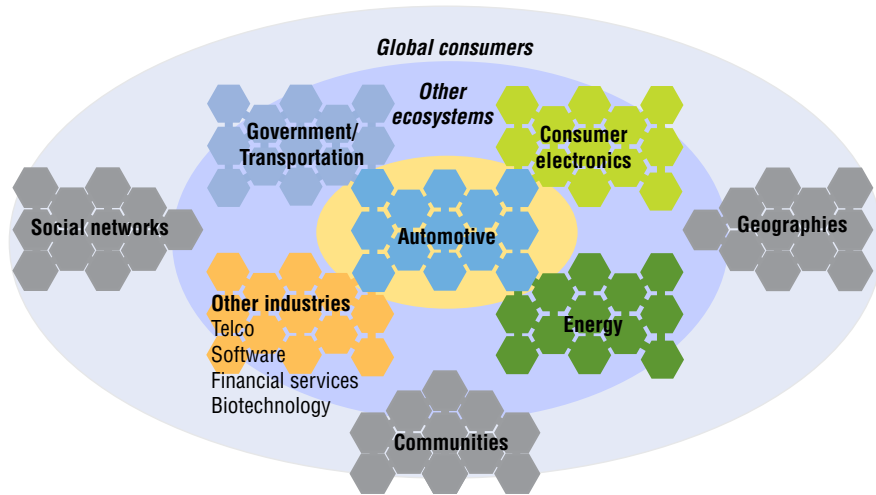 Global consumers
Other
ecosystems
Government/
Transportation
Consumer
electronics
Social networks
Automotive
Geographies
Other industries
Telco
Software
Financial services
Biotechnology
Energy
Communities